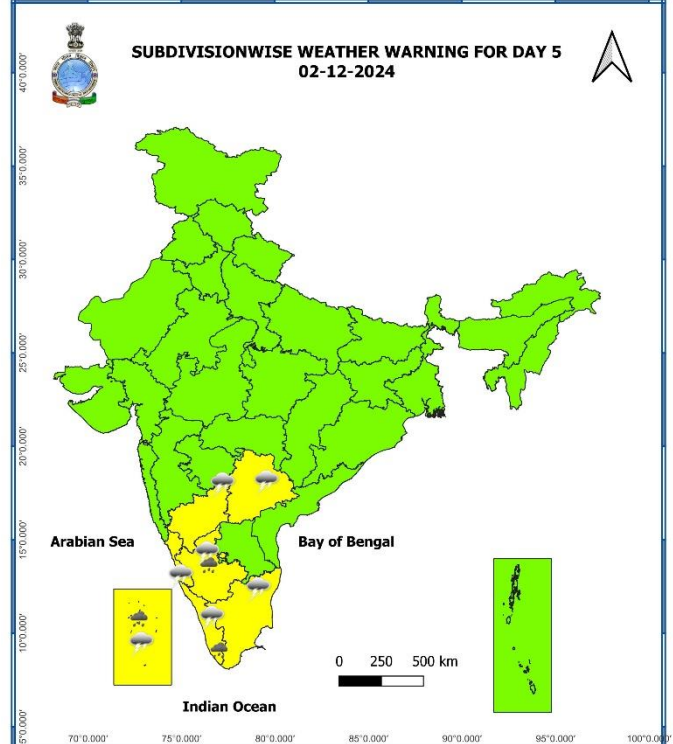 SUBDIVISIONWISE WEATHER WARNING FOR DAY 5
02-12-2024
40°0.000'
35°0.000'
30°0.000'
25°0.000'
20°0.000'
15°0.000'
10°0.000'
5°0.000'
Arabian Sea
Bay of Bengal
0 250 500 km
Indian Ocean
70°0.000' 75°0.000' 80°0.000' 85°0.000' 90°0.000' 95°0.000' 100°0.000'